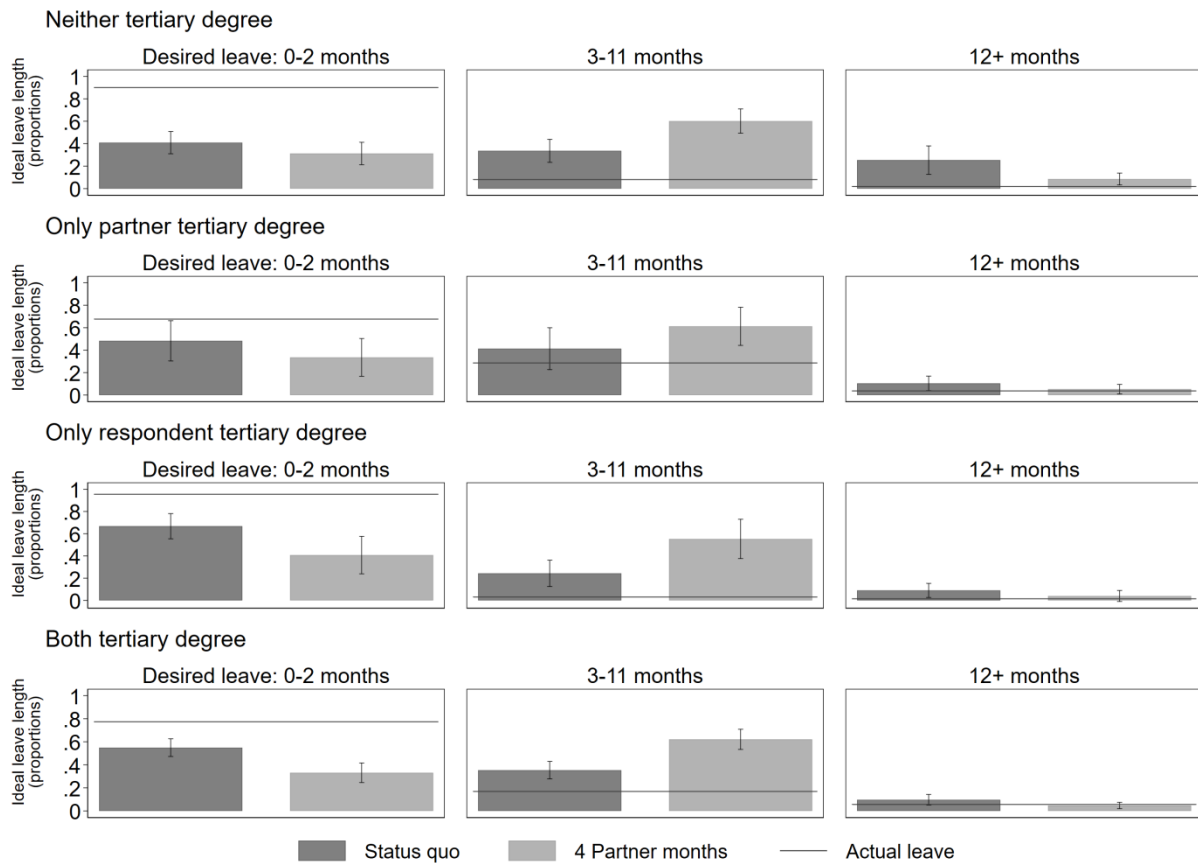 Neither tertiary degree
Desired leave: 0-2 months 3-11 months 12+ months
Ideal leave length
(proportions)
1
.8
.6
.4
.2
0
Only partner tertiary degree
Desired leave: 0-2 months 3-11 months 12+ months
Ideal leave length
(proportions)
1
.8
.6
.4
.2
0
Only respondent tertiary degree
Desired leave: 0-2 months 3-11 months 12+ months
Ideal leave length
(proportions)
1
.8
.6
.4
.2
0
Both tertiary degree
Desired leave: 0-2 months 3-11 months 12+ months
Ideal leave length
(proportions)
1
.8
.6
.4
.2
0
Status quo 4 Partner months Actual leave